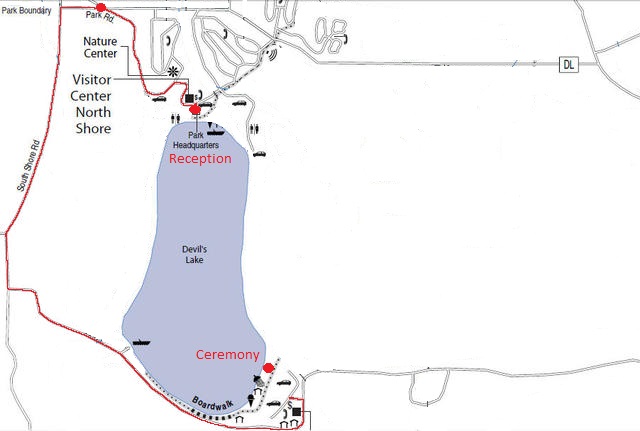 Park Boundary
Park Rd.
Nature
Center
Visitor
Center
North
Shore
DL
Park
Headquarters
Reception
South Shore Rd
Devil's
Lake
Ceremony
Boardwalk
S